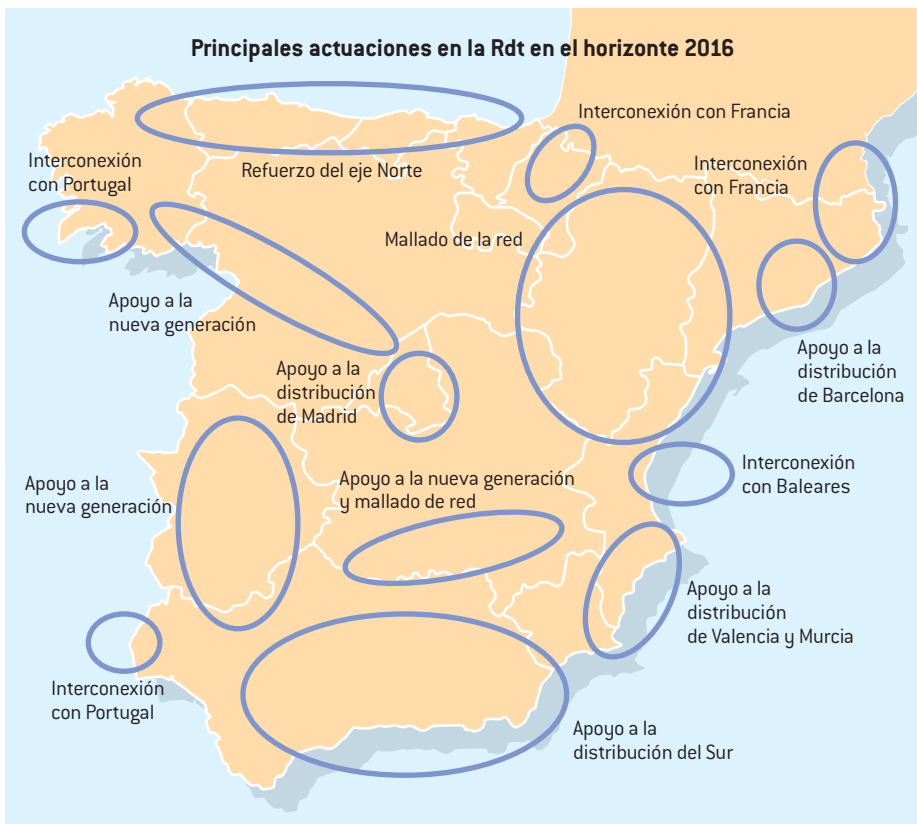 Principales actuaciones en la Rdt en el horizonte 2016
Interconexión con Francia
Interconexión
con Portugal
Refuerzo del eje Norte
Interconexión
con Francia
Mallado de la red
Apoyo a la
nueva generación
Apoyo a la
distribución
de Madrid
Apoyo a la
distribución
de Barcelona
Apoyo a la
nueva generación
Apoyo a la nueva generación
y mallado de red
Interconexión
con Baleares
Apoyo a la
distribución
de Valencia y Murcia
Interconexión
con Portugal
Apoyo a la
distribución del Sur